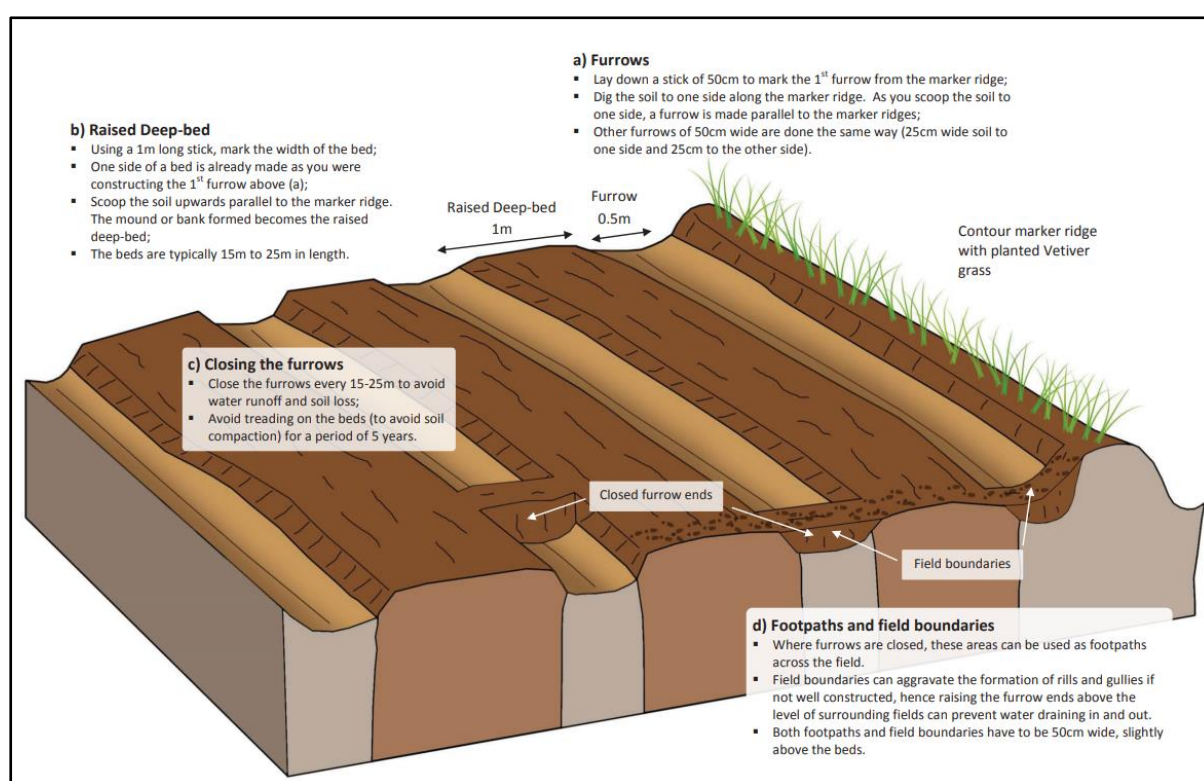 a) Furrows
▪ Lay down a stick of 50cm to mark the 1st furrow from the marker ridge;
▪ Dig the soil to one side along the marker ridge. As you scoop the soil to
one side, a furrow is made parallel to the marker ridges;
▪ Other furrows of 50cm wide are done the same way (25cm wide soil to
one side and 25cm to the other side).
b) Raised Deep-bed
▪ Using a 1m long stick, mark the width of the bed;
▪ One side of a bed is already made as you were
constructing the 1st furrow above (a);
▪ Scoop the soil upwards parallel to the marker ridge.
The mound or bank formed becomes the raised
deep-bed;
▪ The beds are typically 15m to 25m in length.
Raised Deep-bed
1m
Furrow
0.5m
Contour marker ridge
with planted Vetiver
grass
c) Closing the furrows
▪ Close the furrows every 15-25m to avoid
water runoff and soil loss;
▪ Avoid treading on the beds (to avoid soil
compaction) for a period of 5 years.
Closed furrow ends
Field boundaries
d) Footpaths and field boundaries
▪ Where furrows are closed, these areas can be used as footpaths
across the field.
▪ Field boundaries can aggravate the formation of rills and gullies if
not well constructed, hence raising the furrow ends above the
level of surrounding fields can prevent water draining in and out.
▪ Both footpaths and field boundaries have to be 50cm wide, slightly
above the beds.